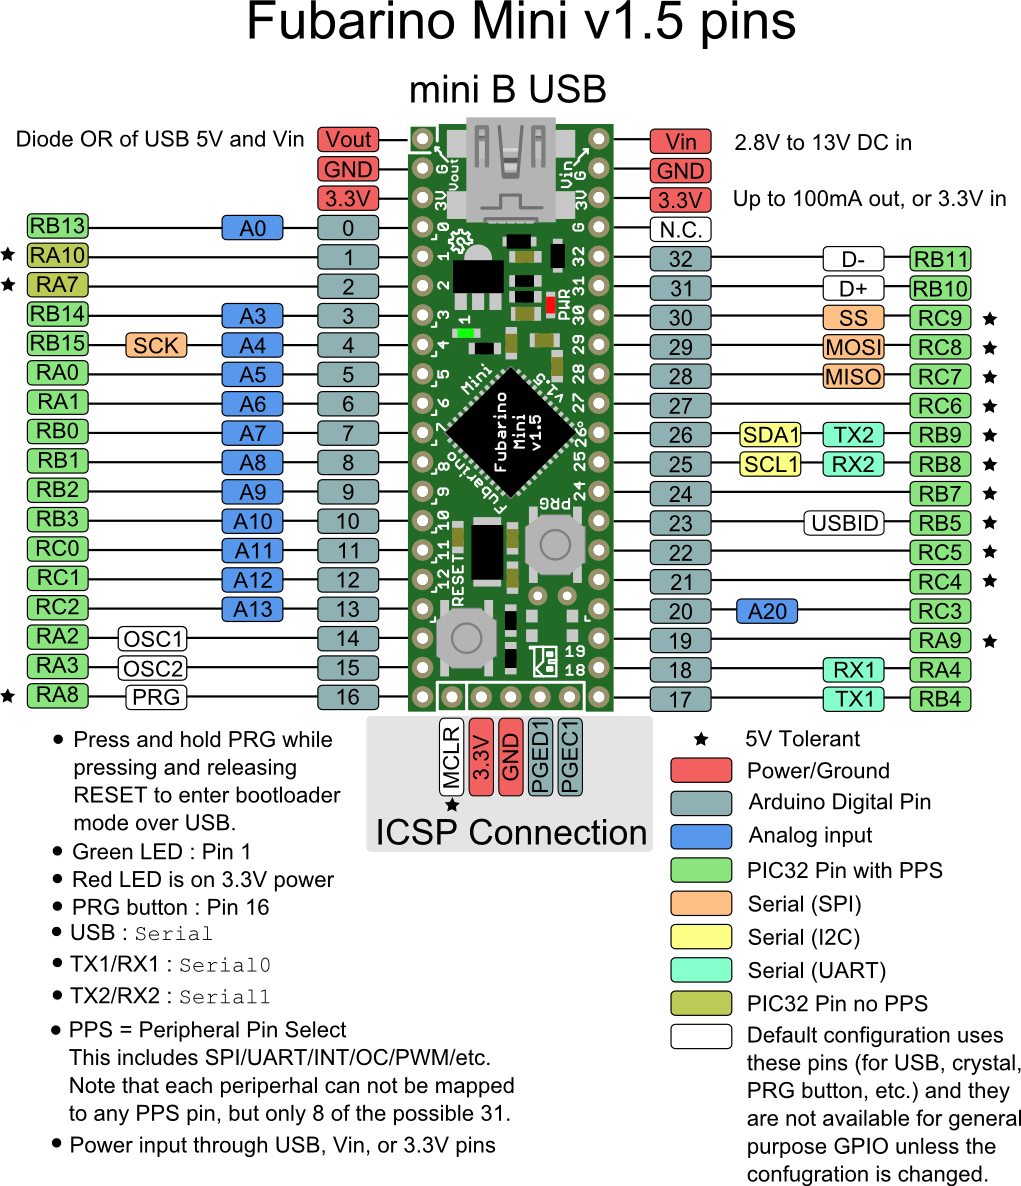 Fubarino Mini v1.5 pins
mini B USB
Diode OR of USB 5V and Vin Vout Vin 2.8V to 13V DC in
GND GND
3.3V 3.3V Up to 100mA out, or 3.3V in
RB13 A0 0 N.C.
★ RA10 1 32 D- RB11
★ RA7 2 31 D+ RB10
RB14 A3 3 30 SS RC9 ★
RB15 SCK A4 4 29 MOSI RC8 ★
RA0 A5 5 28 MISO RC7 ★
RA1 A6 6 27 RC6 ★
RB0 A7 7 26 SDA1 TX2 RB9 ★
RB1 A8 8 25 SCL1 RX2 RB8 ★
RB2 A9 9 24 RB7 ★
RB3 A10 10 23 USBID RB5 ★
RC0 A11 11 22 RC5 ★
RC1 A12 12 21 RC4 ★
RC2 A13 13 20 A20 RC3
RA2 OSC1 14 19 RA9 ★
RA3 OSC2 15 18 RX1 RA4
★ RA8 PRG 16 17 TX1 RB4
G Vout Vin G
3V 3V
0 G
1 32
2 31
PWR
3 1 30
4 29
5 Mini v1.5 28
6 27
7 26
8 25
9 24
Fubarino
Mini
v1.5
Fubarino
PRG
10
11
12
RESET
19
18
MCLR 3.3V GND PGED1 PGEC1
★
ICSP Connection
• Press and hold PRG while
pressing and releasing
RESET to enter bootloader
mode over USB.
• Green LED : Pin 1
• Red LED is on 3.3V power
• PRG button : Pin 16
• USB : Serial
• TX1/RX1 : Serial0
• TX2/RX2 : Serial1
• PPS = Peripheral Pin Select
This includes SPI/UART/INT/OC/PWM/etc.
Note that each periperhal can not be mapped
to any PPS pin, but only 8 of the possible 31.
• Power input through USB, Vin, or 3.3V pins
★ 5V Tolerant
Power/Ground
Arduino Digital Pin
Analog input
PIC32 Pin with PPS
Serial (SPI)
Serial (I2C)
Serial (UART)
PIC32 Pin no PPS
Default configuration uses
these pins (for USB, crystal,
PRG button, etc.) and they
are not available for general
purpose GPIO unless the
confugration is changed.